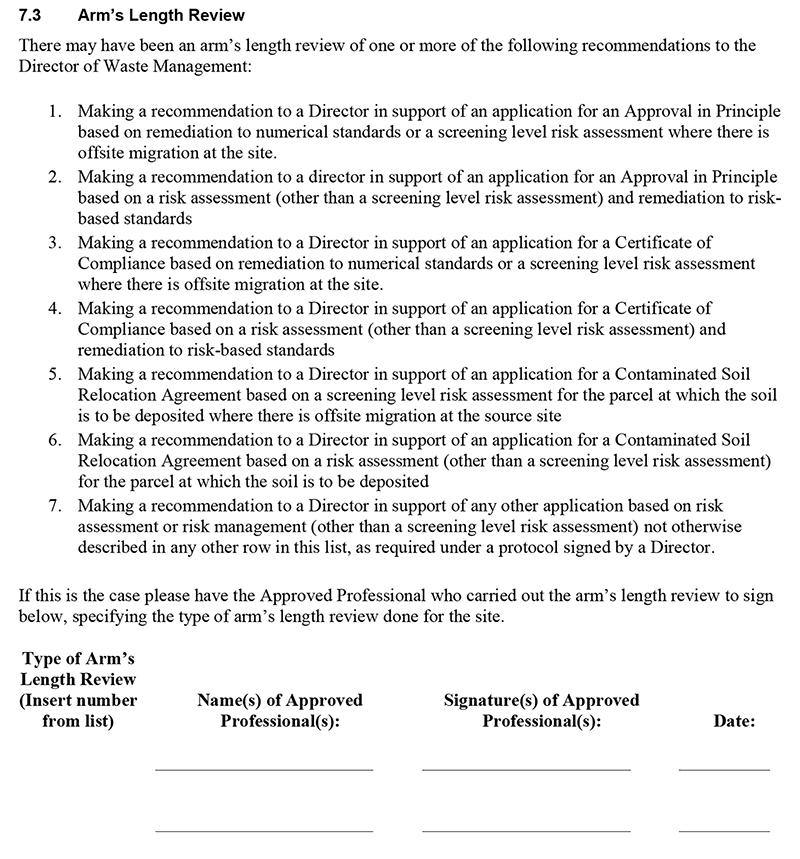 7.3 Arm's Length Review
There may have been an arm's length review of one or more of the following recommendations to the
Director of Waste Management:
1. Making a recommendation to a Director in support of an application for an Approval in Principle
based on remediation to numerical standards or a screening level risk assessment where there is
offsite migration at the site.
2. Making a recommendation to a director in support of an application for an Approval in Principle
based on a risk assessment (other than a screening level risk assessment) and remediation to risk-
based standards
3. Making a recommendation to a Director in support of an application for a Certificate of
Compliance based on remediation to numerical standards or a screening level risk assessment
where there is offsite migration at the site.
4. Making a recommendation to a Director in support of an application for a Certificate of
Compliance based on a risk assessment (other than a screening level risk assessment) and
remediation to risk-based standards
5. Making a recommendation to a Director in support of an application for a Contaminated Soil
Relocation Agreement based on a screening level risk assessment for the parcel at which the soil
is to be deposited where there is offsite migration at the source site
6. Making a recommendation to a Director in support of an application for a Contaminated Soil
Relocation Agreement based on a risk assessment (other than a screening level risk assessment)
for the parcel at which the soil is to be deposited
7. Making a recommendation to a Director in support of any other application based on risk
assessment or risk management (other than a screening level risk assessment) not otherwise
described in any other row in this list, as required under a protocol signed by a Director.
If this is the case please have the Approved Professional who carried out the arm's length review to sign
below, specifying the type of arm's length review done for the site.
Type of Arm's
Length Review
(Insert number
from list)
Name(s) of Approved
Professional(s):
Signature(s) of Approved
Professional(s):
Date: